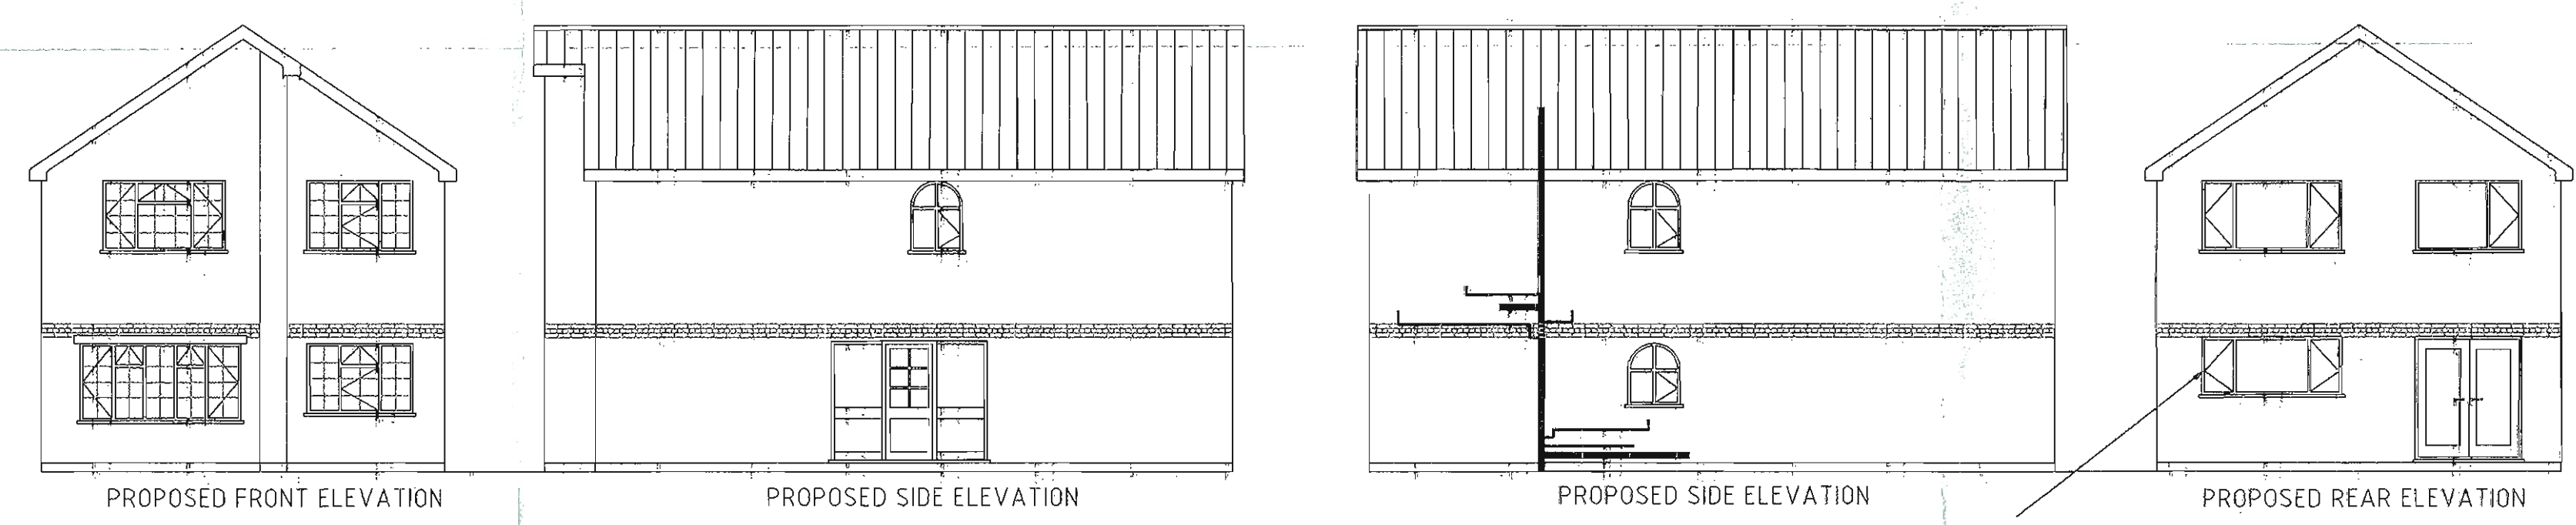 PROPOSED FRONT ELEVATION
PROPOSED SIDE ELEVATION
PROPOSED SIDE ELEVATION
PROPOSED REAR ELEVATION